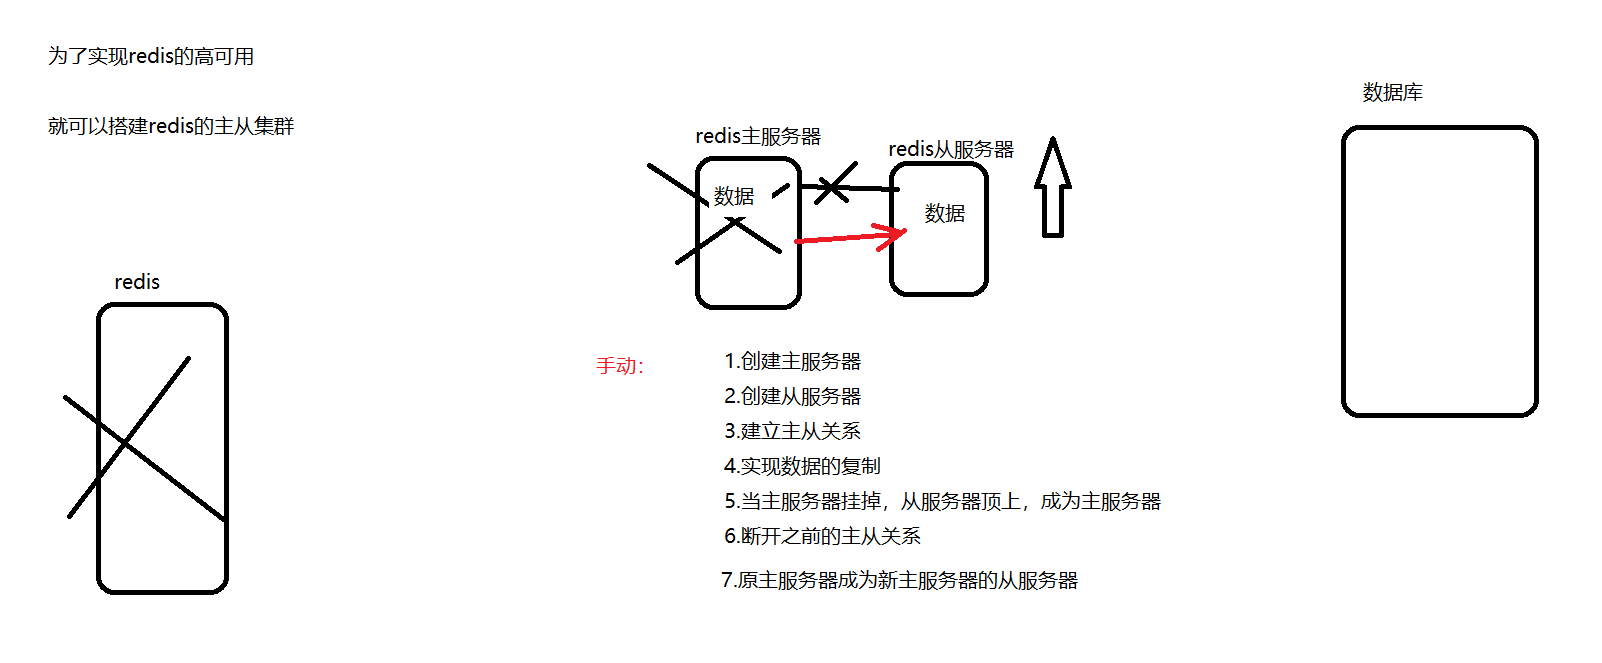 为了实现redis的高可用
就可以搭建redis的主从集群
redis
redis主服务器
数据
redis从服务器
数据
数据库
手动：
1.创建主服务器
2.创建从服务器
3.建立主从关系
4.实现数据的复制
5.当主服务器挂掉，从服务器顶上，成为主服务器
6.断开之前的主从关系
7.原主服务器成为新主服务器的从服务器